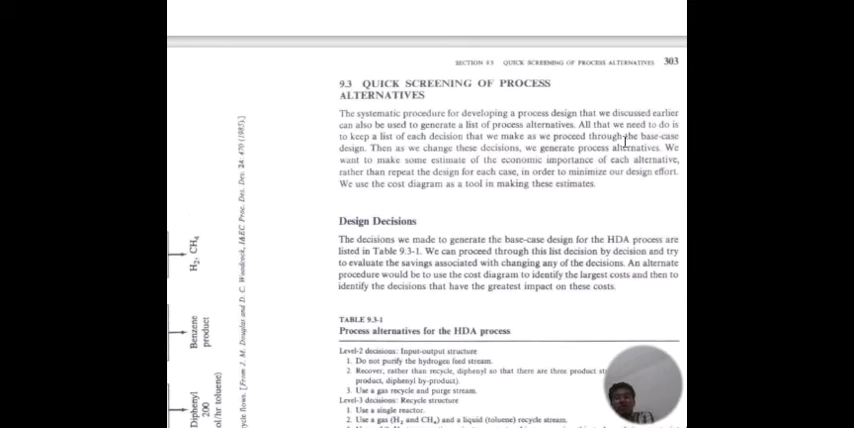 SECTION 9.3 QUICK SCREENING OF PROCESS ALTERNATIVES 303
9.3 QUICK SCREENING OF PROCESS
ALTERNATIVES
The systematic procedure for developing a process design that we discussed earlier
can also be used to generate a list of process alternatives. All that we need to do is
to keep a list of each decision that we make as we proceed through the base-case
design. Then as we change these decisions, we generate process alternatives. We
want to make some estimate of the economic importance of each alternative,
rather than repeat the design for each case, in order to minimize our design effort.
We use the cost diagram as a tool in making these estimates.
Design Decisions
The decisions we made to generate the base-case design for the HDA process are
listed in Table 9.3-1. We can proceed through this list decision by decision and try
to evaluate the savings associated with changing any of the decisions. An alternate
procedure would be to use the cost diagram to identify the largest costs and then to
identify the decisions that have the greatest impact on these costs.
TABLE 9.3-1
Process alternatives for the HDA process
Level-2 decisions: Input-output structure
1. Do not purify the hydrogen feed stream.
2. Recover, rather than recycle, diphenyl so that there are three product
product, diphenyl by-product)
3. Use a gas recycle and purge stream.
Level-3 decisions: Recycle structure
1. Use a single reactor.
2. Use a gas (H2 and CH4) and a liquid (toluene) recycle stream.
H2, CH4
Benzene
product
Diphenyl
200
ol/hr toluene)
ycle flows. [From J. M. Douglas and D. C. Woodcock, I&EC Proc. Des. Dev. 24: 470 (1985).]